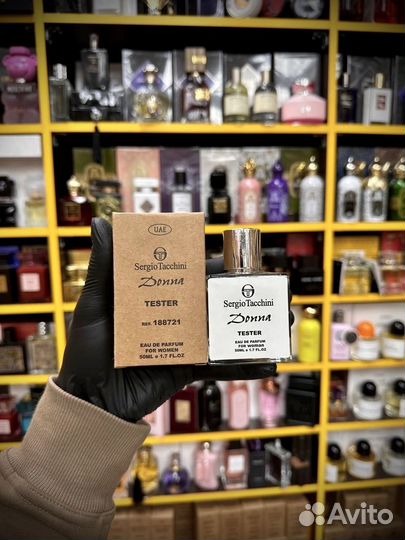 UAE
Sergio Tacchini
Donna
TESTER
REF. 188721
EAU DE PARFUM
FOR WOMEN
50ML e 1.7 FL.OZ
Sergio Tacchini
Donna
TESTER
EAU DE PARFUM
FOR woman
50ML e 1.7 FL.OZ
Avito